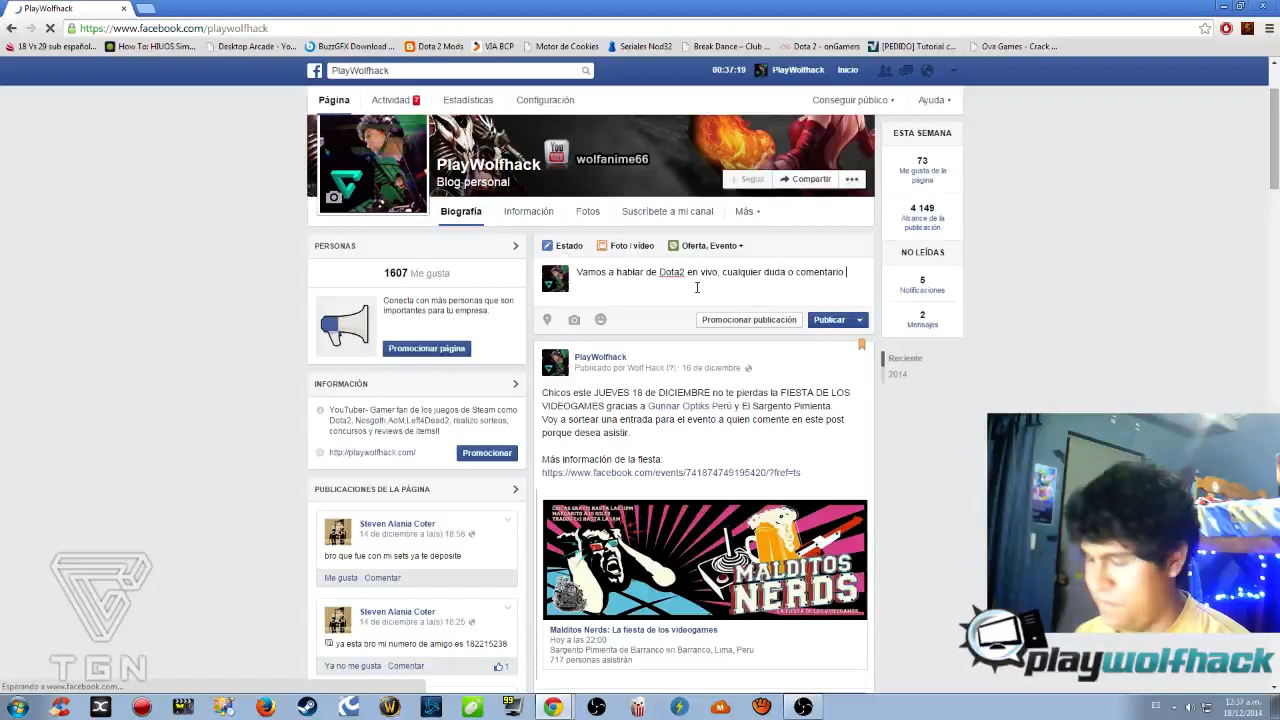 PlayWolfhack
https://www.facebook.com/playwolfhack
18 Vs 29 sub español...
How To: HIUOS Sim...
Desktop Arcade - You...
BuzzGFX Download ...
Dota 2 Mods
VIA BCP
Motor de Cookies
Seriales Nod32
Break Dance – Club ...
Dota 2 - onGamers
[PEDIDO] Tutorial c...
Ova Games - Crack ...
PlayWolfhack
00:37:19
PlayWolfhack
Inicio
Página
Actividad 7
Estadísticas
Configuración
Conseguir público
Ayuda
You
wolfanime66
PlayWolfhack
Blog personal
Seguir
Compartir
Biografía
Información
Fotos
Suscríbete a mi canal
Más
PERSONAS
1607 Me gusta
Conecta con más personas que son
importantes para tu empresa.
Promocionar página
INFORMACIÓN
YouTube- Gamer fan de los juegos de Steam como
Dota2, Nosgoth,AoM,Left4Dead2, realizo sorteos,
concursos y reviews de items!!
http://playwolfhack.com/
Promocionar
PUBLICACIONES DE LA PÁGINA
Steven Alania Coter
14 de diciembre a la(s) 18:58
bro que fue con mi sets ya te deposite
Me gusta · Comentar
Steven Alania Coter
14 de diciembre a la(s) 18:25
ya esta bro mi numero de amigo es 182215238
Ya no me gusta · Comentar
1
Estado
Foto / vídeo
Oferta, Evento +
Vamos a hablar de Dota2 en vivo, cualquier duda o comentario
Promocionar publicación
Publicar
PlayWolfhack
Publicado por Wolf Hack [?] · 16 de diciembre
Chicos este JUEVES 18 de DICIEMBRE no te pierdas la FIESTA DE LOS
VIDEOGAMES gracias a Gunnar Optiks Perú y El Sargento Pimienta.
Voy a sortear una entrada para el evento a quien comente en este post
porque desea asistir.
Más información de la fiesta:
https://www.facebook.com/events/741874749195420/?fref=ts
MALDITOS
NERDS
LA FIESTA DE LOS VIDEOGAMES
Malditos Nerds: La fiesta de los videogames
Hoy a las 22:00
Sargento Pimienta de Barranco en Barranco, Lima, Peru
717 personas asistirán
ESTA SEMANA
73
Me gusta de la
página
4 149
Alcance de la
publicación
NO LEÍDAS
5
Notificaciones
2
Mensajes
Reciente
2014
TGN
playwolfhack
Esperando a www.facebook.com...
99
ES
12:37 a.m.
18/12/2014